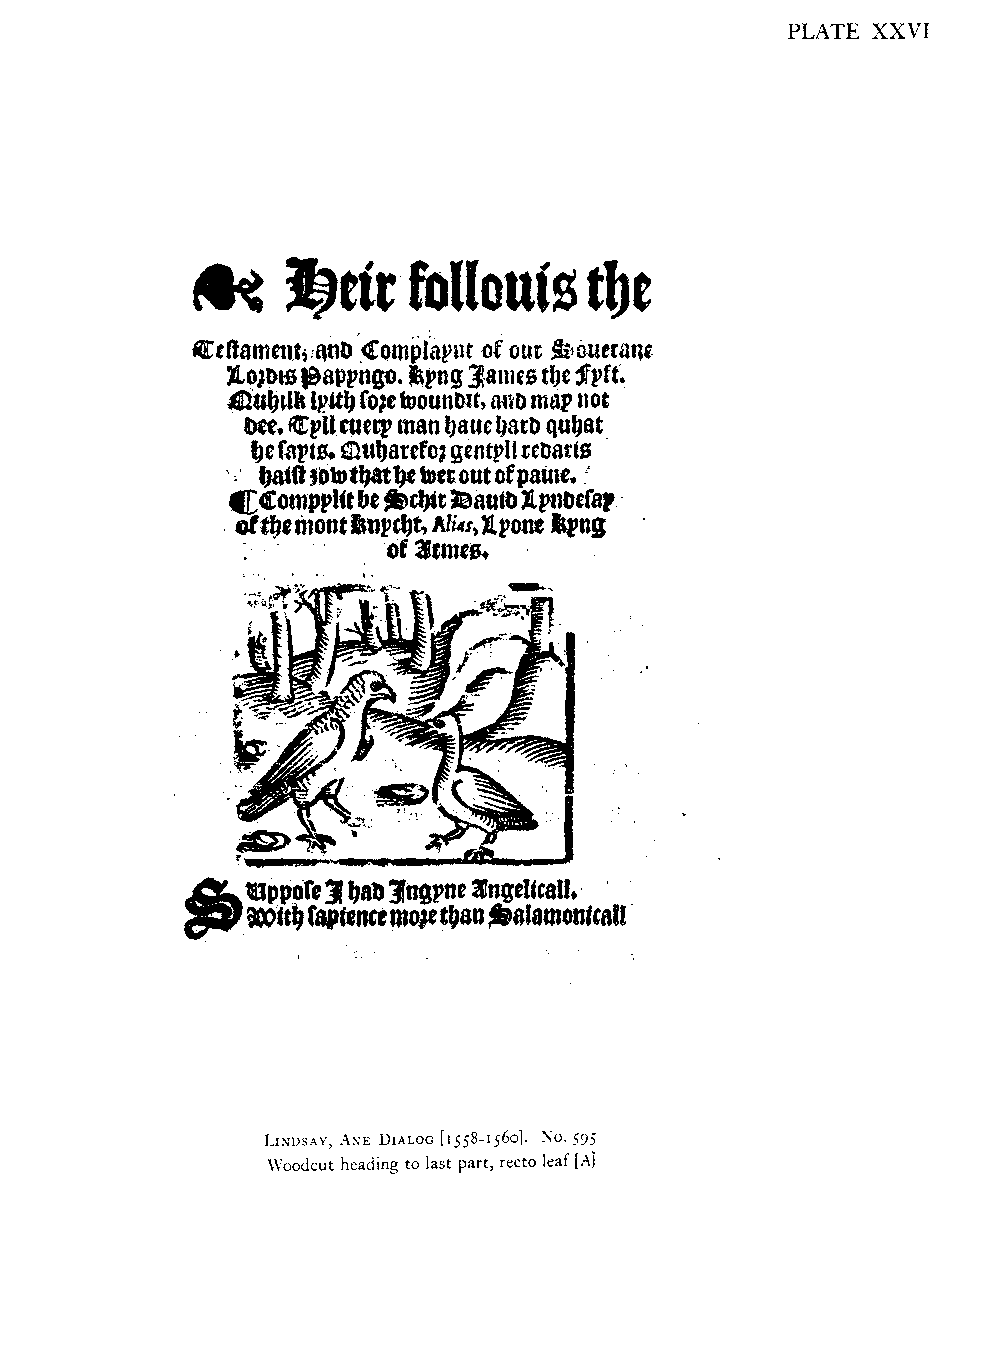 PLATE XXVI
Heir follouis the
Testament, and Complaynt of our Souerane
Lordis Pappngo. Kyng James the Fyft.
Quhilk lyith sore woundit, and may not
dee. Tyll euery man haue hard quhat
he sayis. Quharefor gentyll redaris
haist ȝow that he wer out of paine.
¶ Compylit be Schir Dauid Lyndesay
of the mont knycht, Alias, Lyone Kyng
of Armes.
SUppose I had Ingyne Angelicall.
With sapience more than Salamonicall
LINDSAY, ANE DIALOG [1558-1560]. No. 595
Woodcut heading to last part, recto leaf [A]